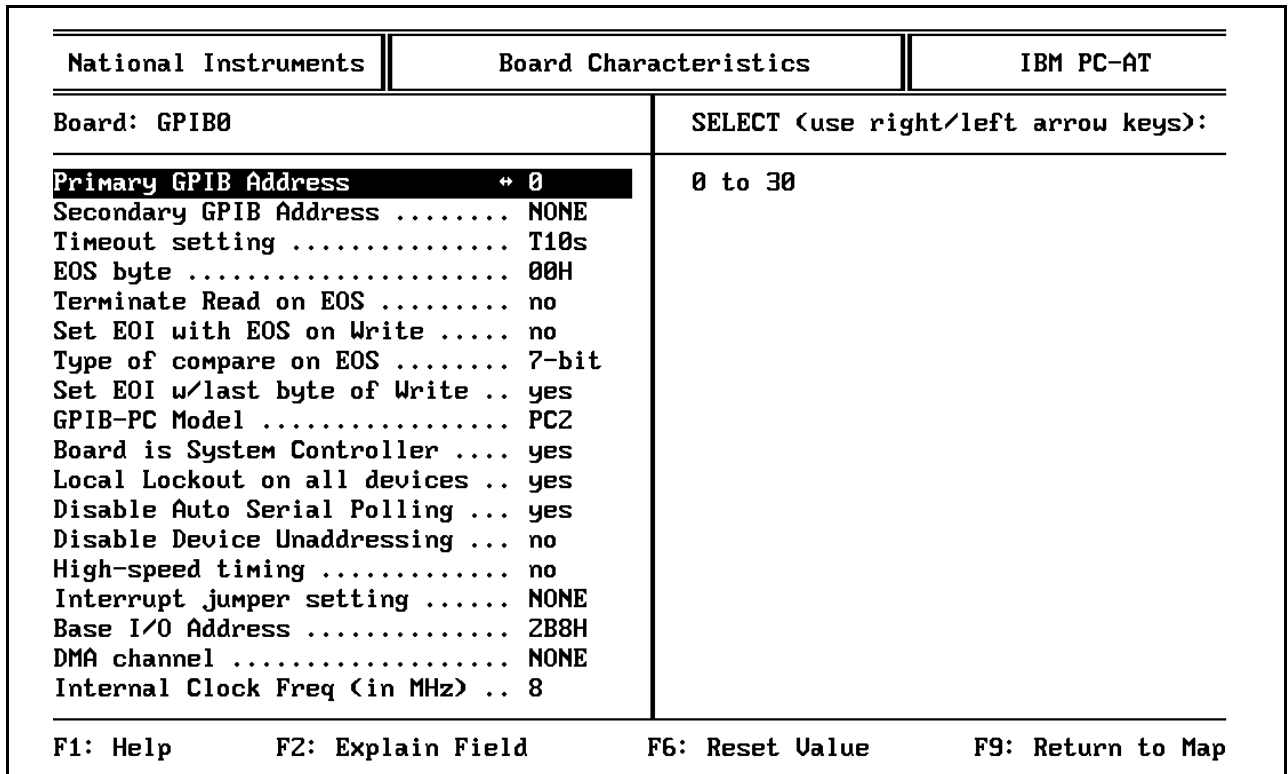 National Instruments Board Characteristics IBM PC-AT
Board: GPIB0 SELECT (use right/left arrow keys):
Primary GPIB Address ↔ 0 0 to 30
Secondary GPIB Address ........ NONE
Timeout setting ............... T10s
EOS byte ...................... 00H
Terminate Read on EOS ......... no
Set EOI with EOS on Write ..... no
Type of compare on EOS ........ 7-bit
Set EOI w/last byte of Write .. yes
GPIB-PC Model ................. PC2
Board is System Controller .... yes
Local Lockout on all devices .. yes
Disable Auto Serial Polling ... yes
Disable Device Unaddressing ... no
High-speed timing ............. no
Interrupt jumper setting ...... NONE
Base I/O Address .............. 2B8H
DMA channel ................... NONE
Internal Clock Freq (in MHz) .. 8
F1: Help F2: Explain Field F6: Reset Value F9: Return to Map